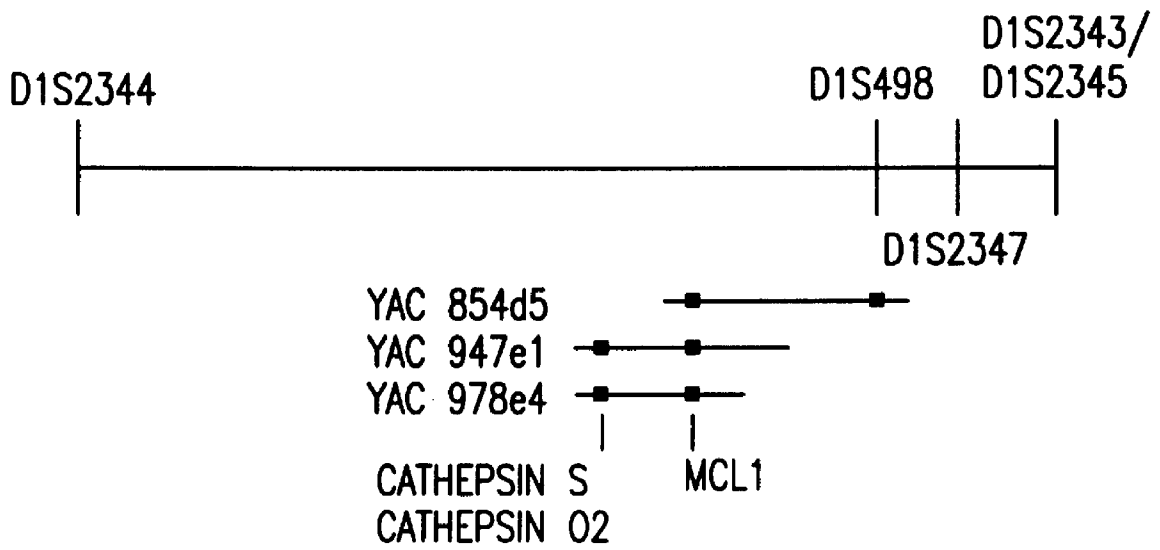 D1S2343/
D1S2344 D1S498 D1S2345
D1S2347
YAC 854d5
YAC 947e1
YAC 978e4
CATHEPSIN S MCL1
CATHEPSIN O2